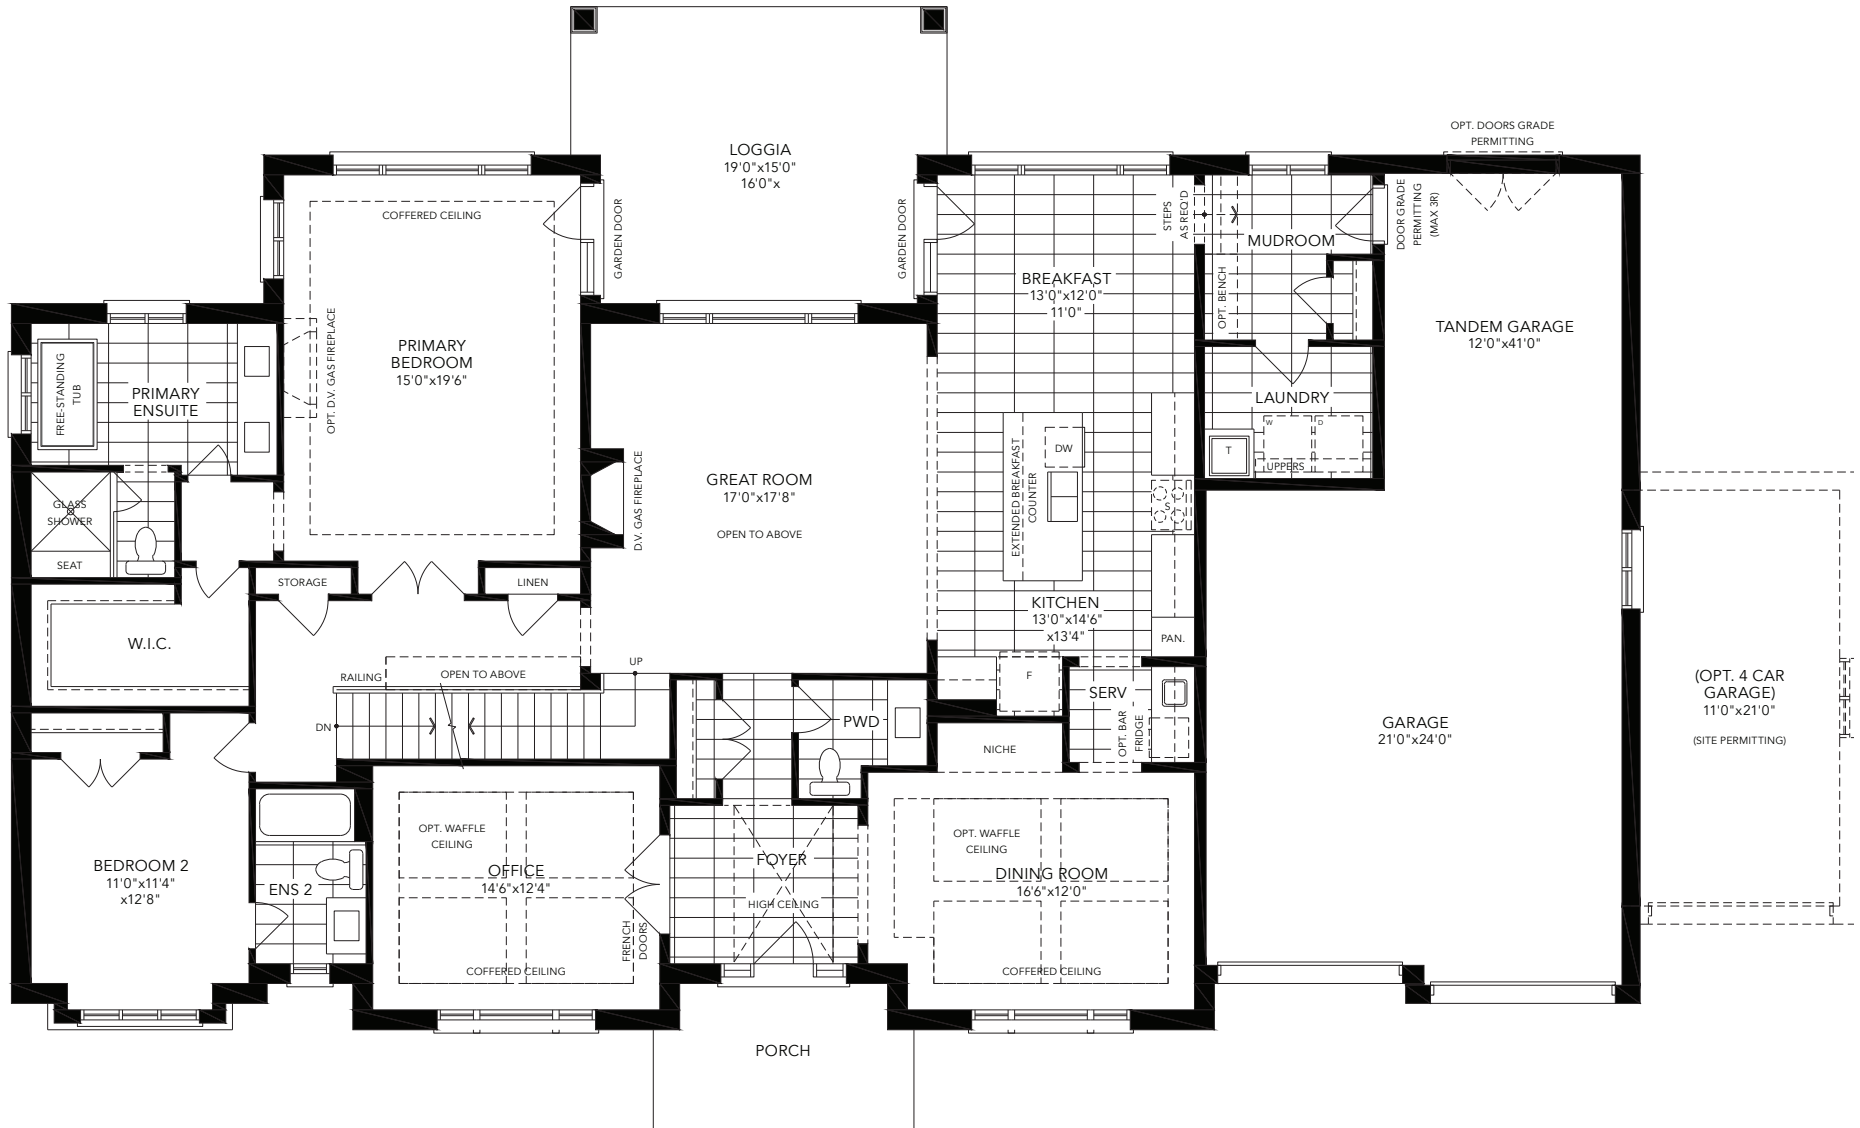 OPT. DOORS GRADE
PERMITTING
LOGGIA
19'0"x15'0"
16'0"x
COFFERED CEILING
GARDEN DOOR
GARDEN DOOR
STEPS
AS REQ'D
DOOR GRADE
PERMITTING
(MAX 3R)
MUDROOM
OPT. BENCH
BREAKFAST
13'0"x12'0"
11'0"
TANDEM GARAGE
12'0"x41'0"
PRIMARY
BEDROOM
15'0"x19'6"
OPT. D.V. GAS FIREPLACE
FREE-STANDING
TUB
PRIMARY
ENSUITE
LAUNDRY
W
D
T
UPPERS
DW
EXTENDED BREAKFAST
COUNTER
S
GREAT ROOM
17'0"x17'8"
OPEN TO ABOVE
D.V. GAS FIREPLACE
GLASS
SHOWER
SEAT
STORAGE
LINEN
KITCHEN
13'0"x14'6"
x13'4"
PAN.
W.I.C.
RAILING
OPEN TO ABOVE
UP
F
SERV
OPT. BAR
FRIDGE
(OPT. 4 CAR
GARAGE)
11'0"x21'0"
(SITE PERMITTING)
DN
PWD
NICHE
GARAGE
21'0"x24'0"
OPT. WAFFLE
CEILING
OPT. WAFFLE
CEILING
BEDROOM 2
11'0"x11'4"
x12'8"
ENS 2
OFFICE
14'6"x12'4"
FOYER
HIGH CEILING
DINING ROOM
16'6"x12'0"
FRENCH
DOORS
COFFERED CEILING
COFFERED CEILING
PORCH